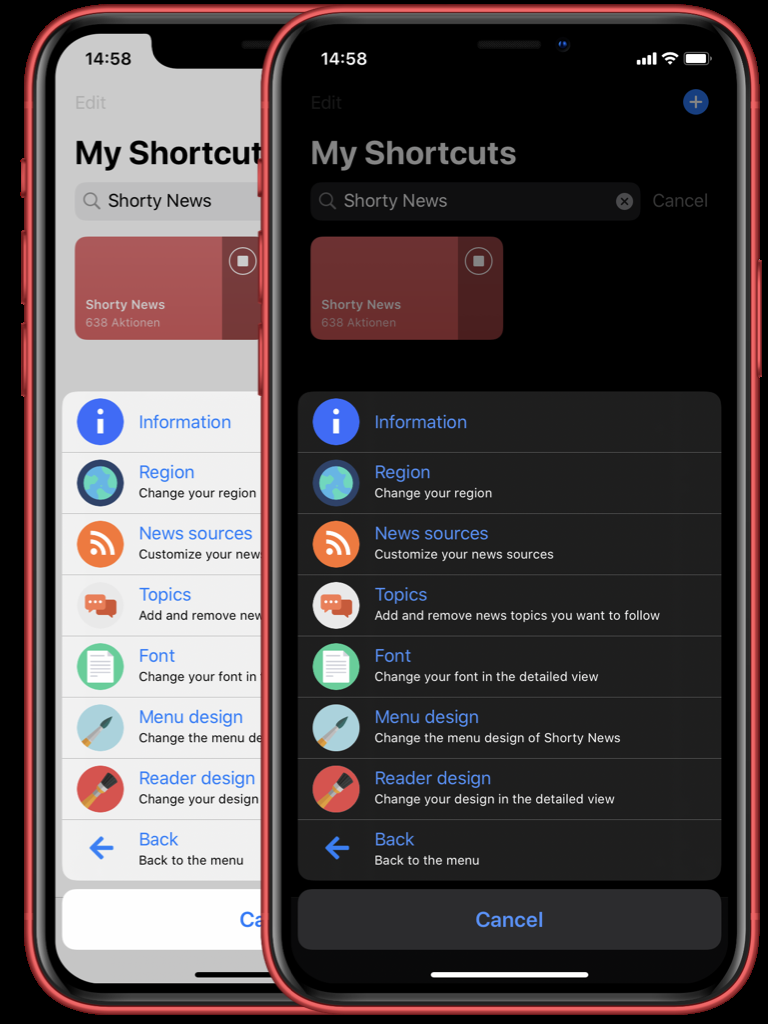 14:58
Edit
My Shortcut
Shorty News
Shorty News
638 Aktionen
Information
Region
Change your region
News sources
Customize your new
Topics
Add and remove new
Font
Change your font in
Menu design
Change the menu de
Reader design
Change your design
Back
Back to the menu
Ca
14:58
Edit
My Shortcuts
Shorty News
Cancel
Shorty News
638 Aktionen
Information
Region
Change your region
News sources
Customize your news sources
Topics
Add and remove news topics you want to follow
Font
Change your font in the detailed view
Menu design
Change the menu design of Shorty News
Reader design
Change your design in the detailed view
Back
Back to the menu
Cancel